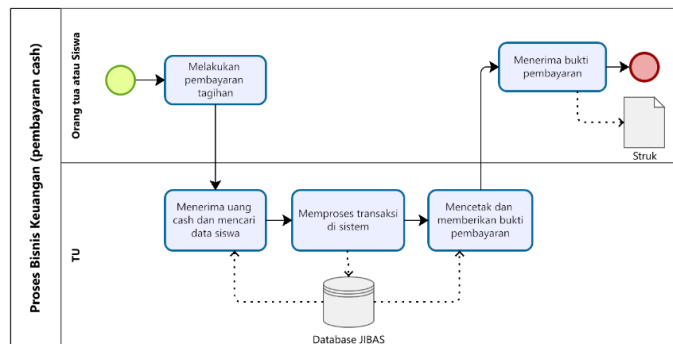 Proses Bisnis Keuangan (pembayaran cash)
Orang tua atau Siswa
Melakukan
pembayaran
tagihan
Menerima bukti
pembayaran
Struk
TU
Menerima uang
cash dan mencari
data siswa
Memproses transaksi
di sistem
Mencetak dan
memberikan bukti
pembayaran
Database JIBAS